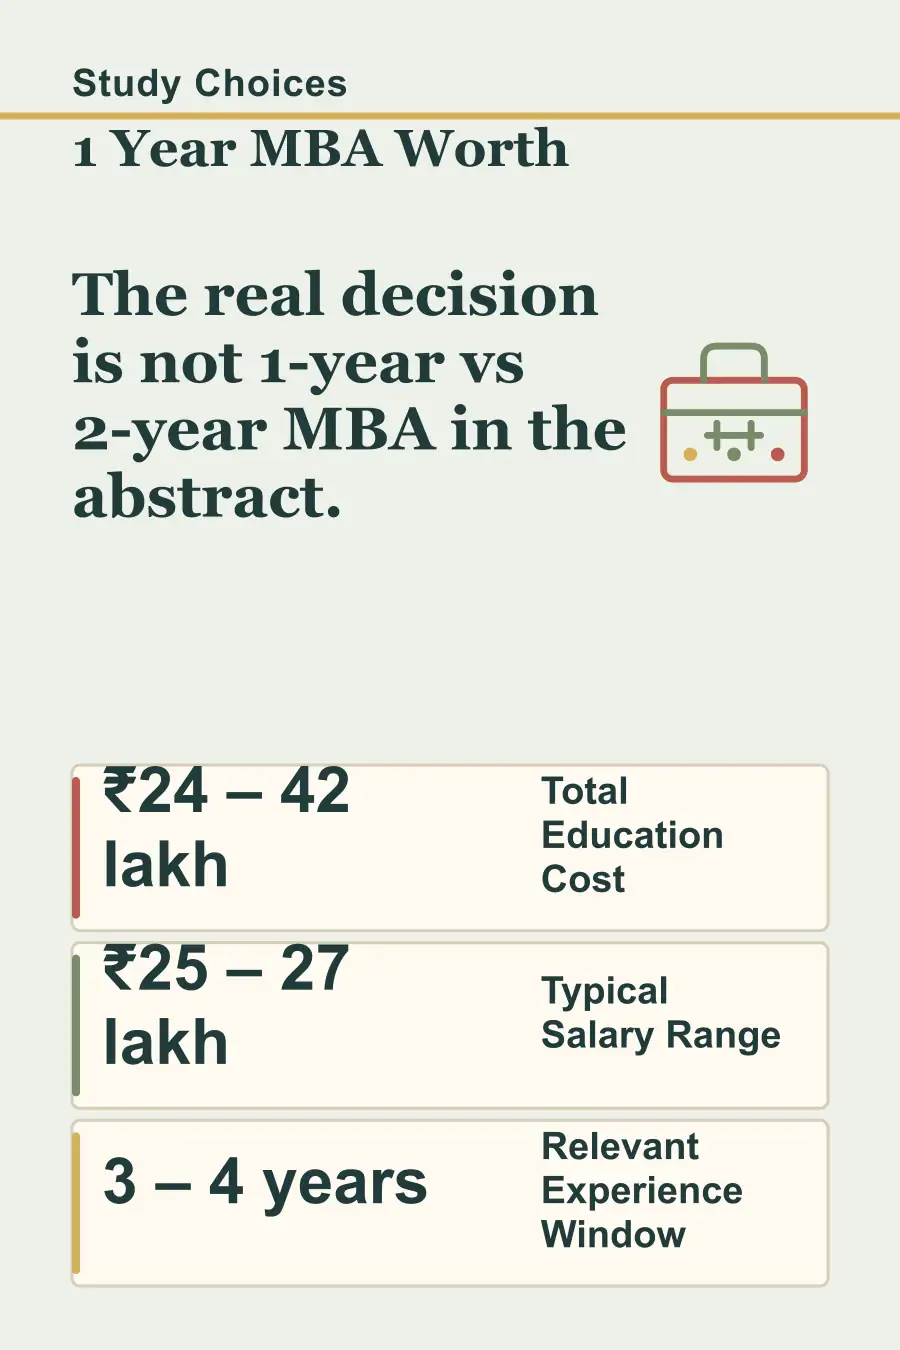 Study Choices
1 Year MBA Worth
The real decision
is not 1-year vs
2-year MBA in the
abstract.
₹24 – 42
lakh
Total
Education
Cost
₹25 – 27
lakh
Typical
Salary Range
3 – 4 years
Relevant
Experience
Window